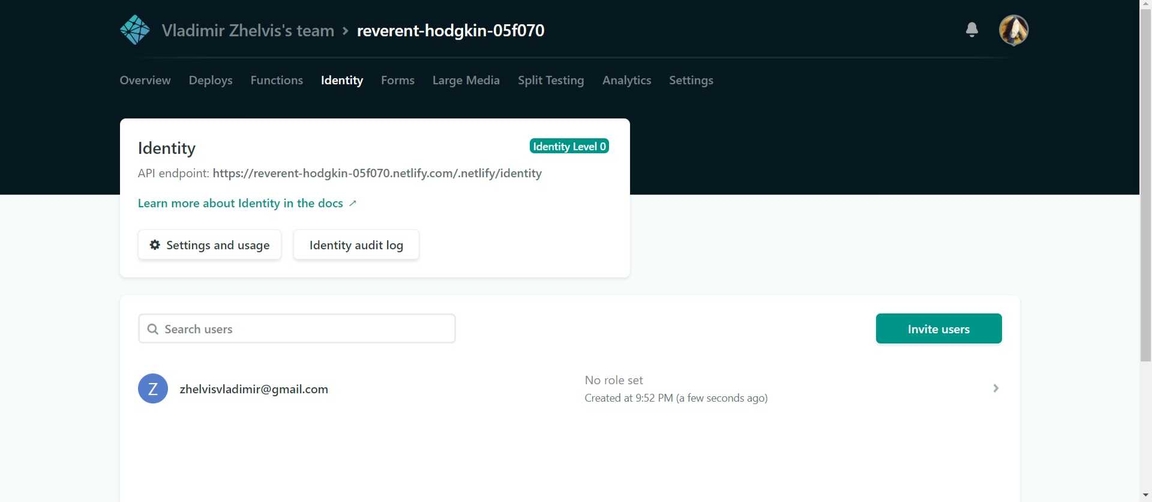 Vladimir Zhelvis's team > reverent-hodgkin-05f070
Overview Deploys Functions Identity Forms Large Media Split Testing Analytics Settings
Identity
Identity Level 0
API endpoint: https://reverent-hodgkin-05f070.netlify.com/.netlify/identity
Learn more about Identity in the docs
Settings and usage Identity audit log
Search users Invite users
Z zhelvisvladimir@gmail.com
No role set
Created at 9:52 PM (a few seconds ago)